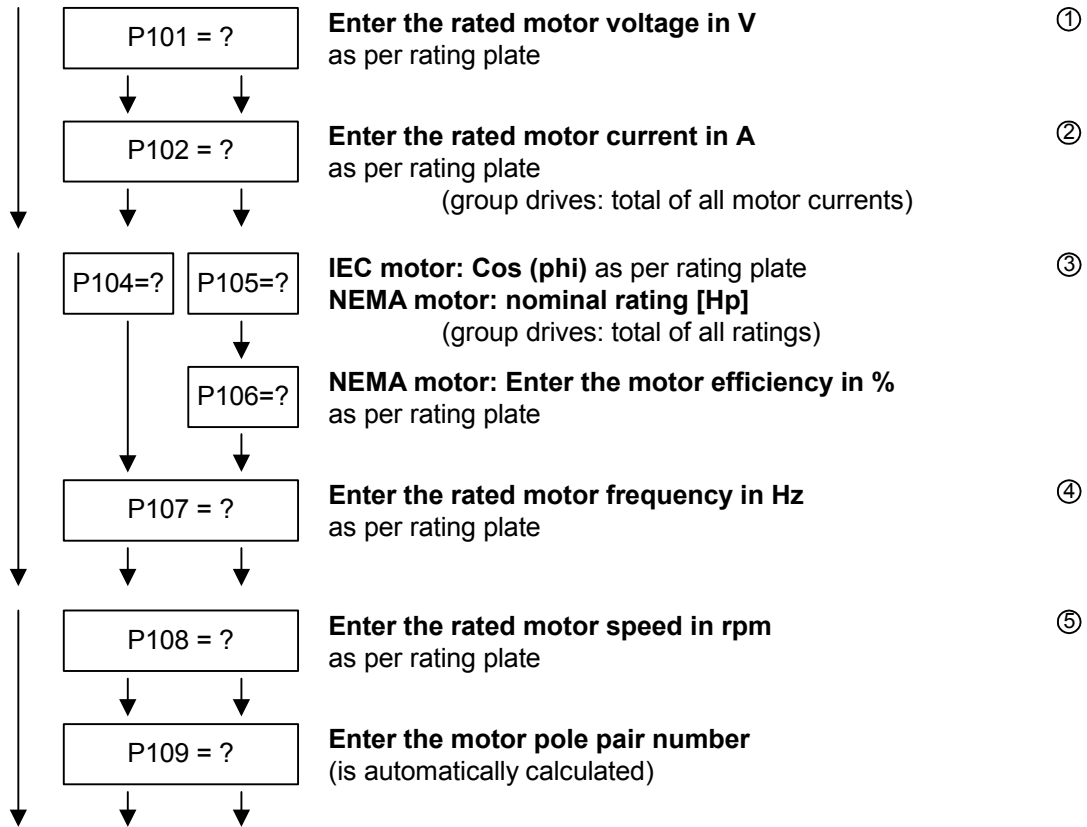 P101 = ?
Enter the rated motor voltage in V
as per rating plate
①
P102 = ?
Enter the rated motor current in A
as per rating plate
(group drives: total of all motor currents)
②
P104=?
P105=?
IEC motor: Cos (phi) as per rating plate
NEMA motor: nominal rating [Hp]
(group drives: total of all ratings)
③
P106=?
NEMA motor: Enter the motor efficiency in %
as per rating plate
P107 = ?
Enter the rated motor frequency in Hz
as per rating plate
④
P108 = ?
Enter the rated motor speed in rpm
as per rating plate
⑤
P109 = ?
Enter the motor pole pair number
(is automatically calculated)